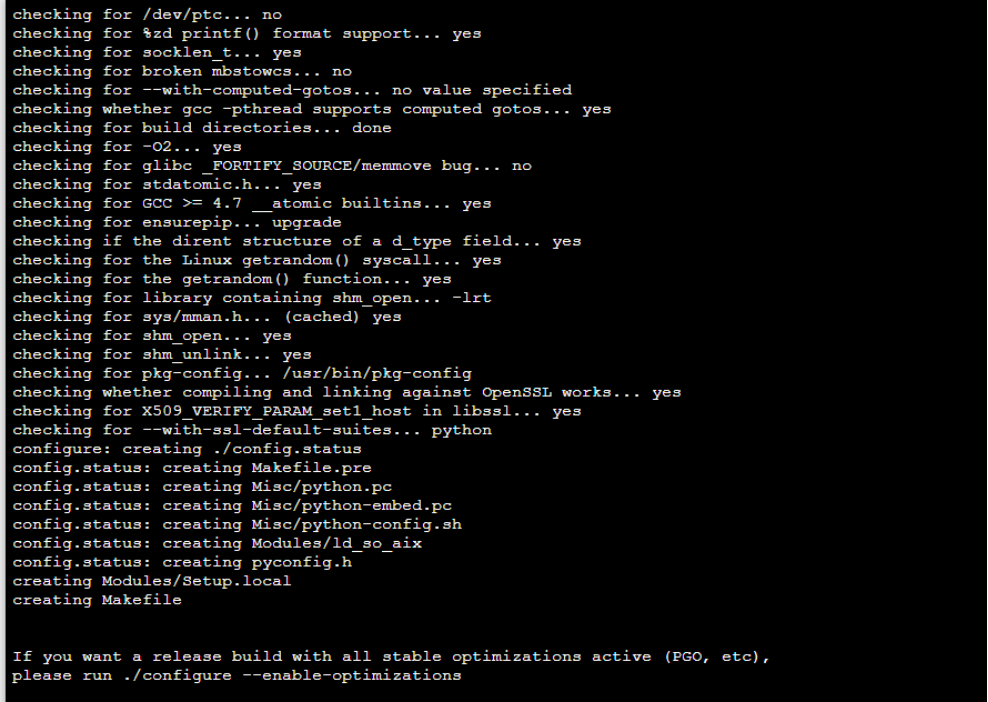 checking for /dev/ptc... no
checking for %zd printf() format support... yes
checking for socklen_t... yes
checking for broken mbstowcs... no
checking for --with-computed-gotos... no value specified
checking whether gcc -pthread supports computed gotos... yes
checking for build directories... done
checking for -O2... yes
checking for glibc _FORTIFY_SOURCE/memmove bug... no
checking for stdatomic.h... yes
checking for GCC >= 4.7 __atomic builtins... yes
checking for ensurepip... upgrade
checking if the dirent structure of a d_type field... yes
checking for the Linux getrandom() syscall... yes
checking for the getrandom() function... yes
checking for library containing shm_open... -lrt
checking for sys/mman.h... (cached) yes
checking for shm_open... yes
checking for shm_unlink... yes
checking for pkg-config... /usr/bin/pkg-config
checking whether compiling and linking against OpenSSL works... yes
checking for X509_VERIFY_PARAM_set1_host in libssl... yes
checking for --with-ssl-default-suites... python
configure: creating ./config.status
config.status: creating Makefile.pre
config.status: creating Misc/python.pc
config.status: creating Misc/python-embed.pc
config.status: creating Misc/python-config.sh
config.status: creating Modules/ld_so_aix
config.status: creating pyconfig.h
creating Modules/Setup.local
creating Makefile
If you want a release build with all stable optimizations active (PGO, etc),
please run ./configure --enable-optimizations